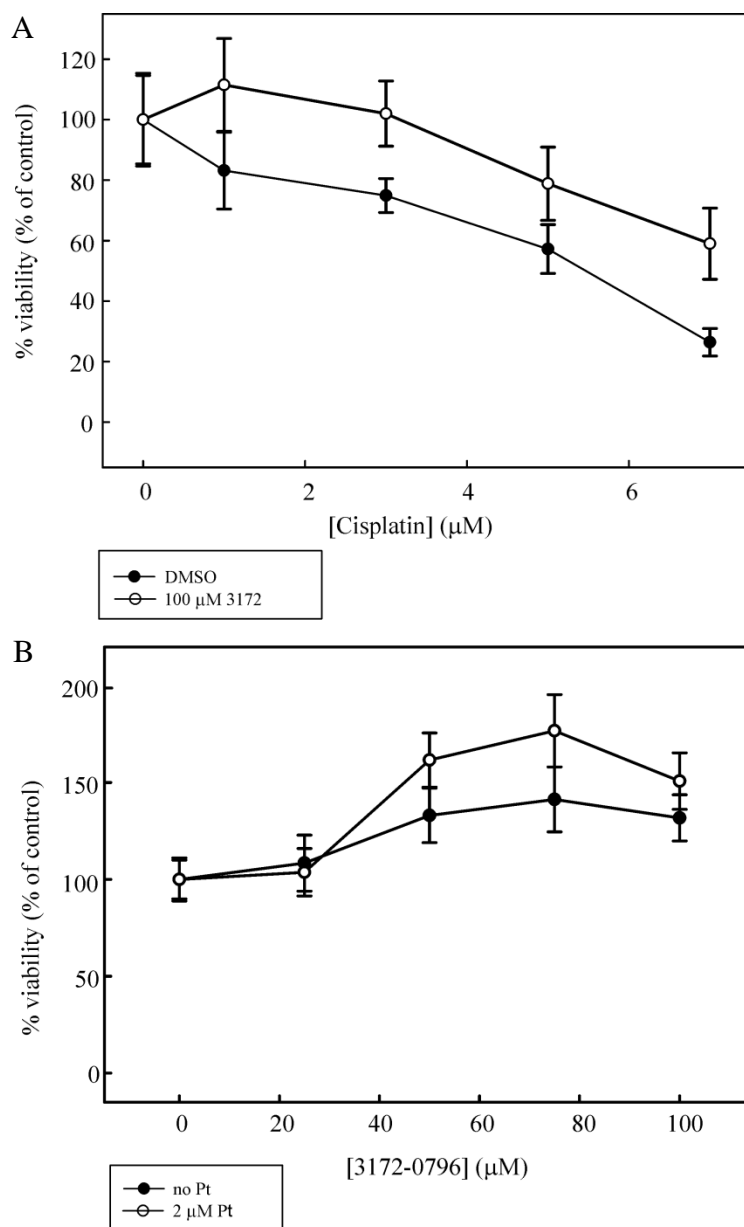 A
120
100
80
60
40
20
0
% viability (% of control)
0 2 4 6
[Cisplatin] (µM)
DMSO
100 µM 3172
B
200
150
100
50
0
% viability (% of control)
0 20 40 60 80 100
[3172-0796] (µM)
no Pt
2 µM Pt